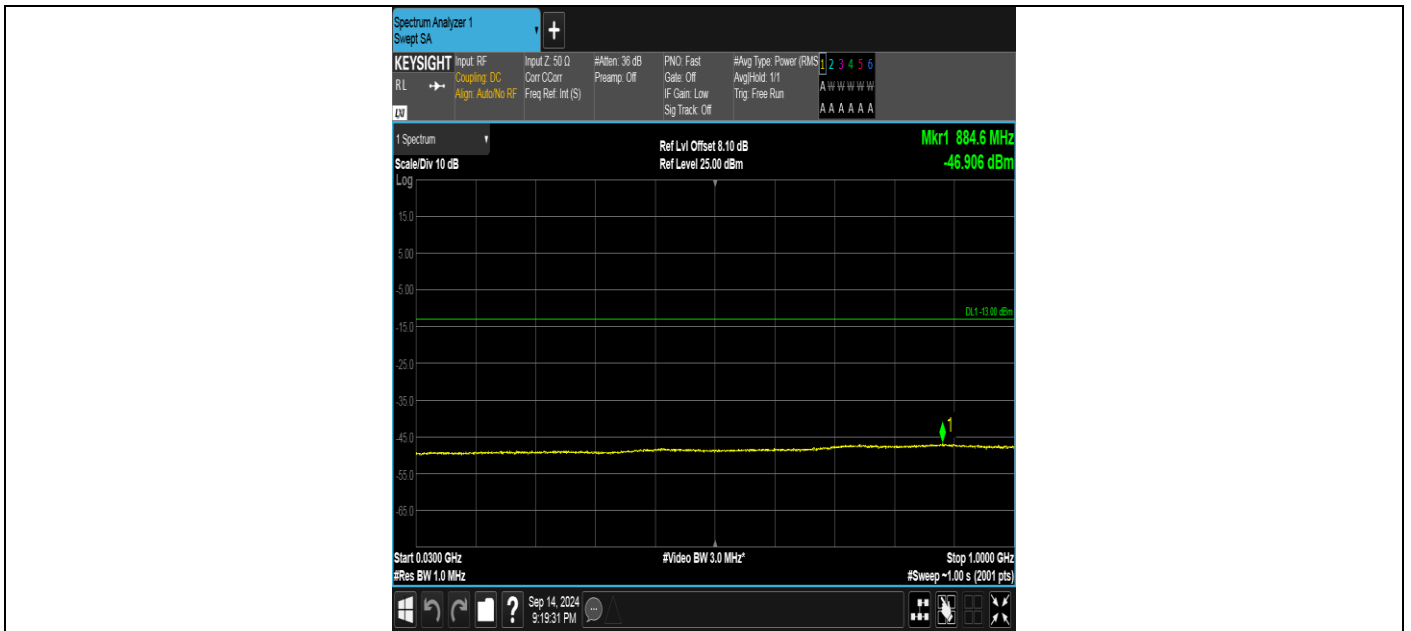 Spectrum Analyzer 1
Swept SA
+
KEYSIGHT
RL
LXI
Input: RF
Coupling: DC
Align: Auto/No RF
Input Z: 50 Ω
Corr CCorr
Freq Ref: Int (S)
#Atten: 36 dB
Preamp: Off
PNO: Fast
Gate: Off
IF Gain: Low
Sig Track: Off
#Avg Type: Power (RMS
Avg|Hold: 1/1
Trig: Free Run
1 2 3 4 5 6
A W W W W W
A A A A A A
1 Spectrum
Scale/Div 10 dB
Ref Lvl Offset 8.10 dB
Ref Level 25.00 dBm
Mkr1 884.6 MHz
-46.906 dBm
Log
15.0
5.00
-5.00
DL1 -13.00 dBm
-15.0
-25.0
-35.0
1
-45.0
-55.0
-65.0
Start 0.0300 GHz
#Video BW 3.0 MHz*
Stop 1.0000 GHz
#Res BW 1.0 MHz
#Sweep ~1.00 s (2001 pts)
?
Sep 14, 2024
9:19:31 PM